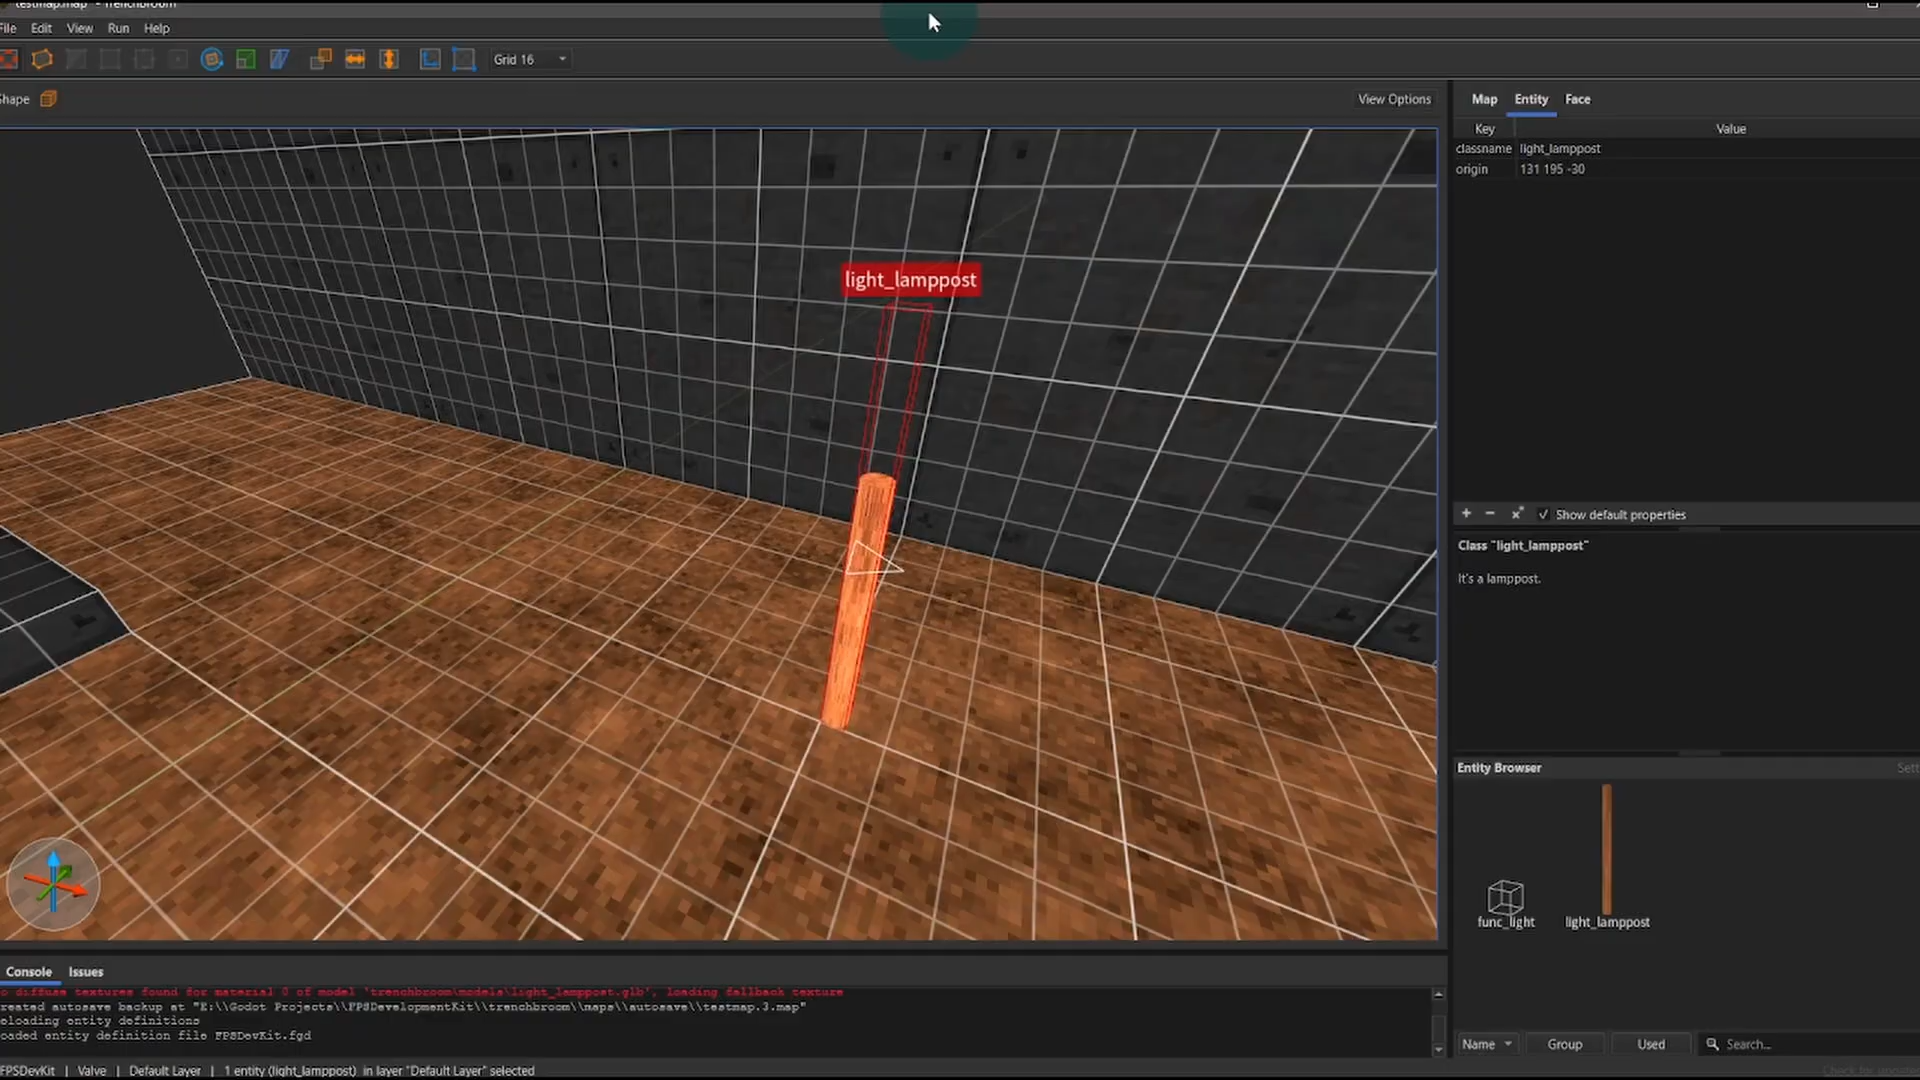 testmap.map - TrenchBroom
File Edit View Run Help
Grid 16
Shape
View Options
Map Entity Face
Key Value
classname light_lamppost
origin 131 195 -30
light_lamppost
Show default properties
Class "light_lamppost"
It's a lamppost.
Entity Browser
Sett
func_light
light_lamppost
Console Issues
o diffuse textures found for material 0 of model 'trenchbroom\models\light_lamppost.glb', loading fallback texture
reated autosave backup at "E:\\Godot Projects\\FPSDevelopmentKit\\trenchbroom\\maps\\autosave\\testmap.3.map"
eloading entity definitions
oaded entity definition file FPSDevKit.fgd
Name Group Used Search...
FPSDevKit | Valve | Default Layer | 1 entity (light_lamppost) in layer "Default Layer" selected
Check for updates